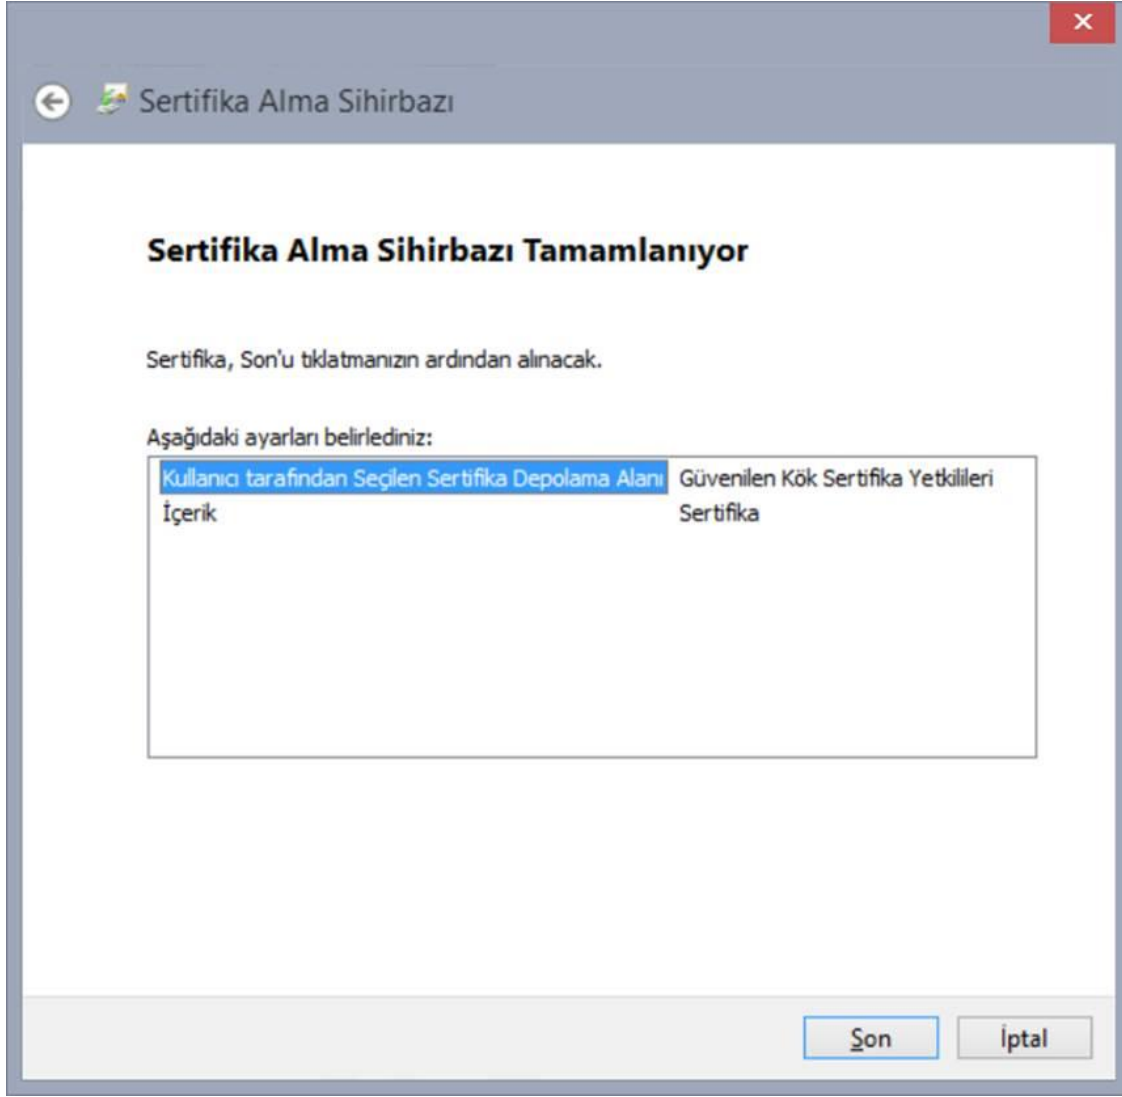 Sertifika Alma Sihirbazı
Sertifika Alma Sihirbazı Tamamlanıyor
Sertifika, Son'u tıklatmanızın ardından alınacak.
Aşağıdaki ayarları belirlediniz:
Kullanıcı tarafından Seçilen Sertifika Depolama Alanı Güvenilen Kök Sertifika Yetkilileri
İçerik Sertifika
Son İptal